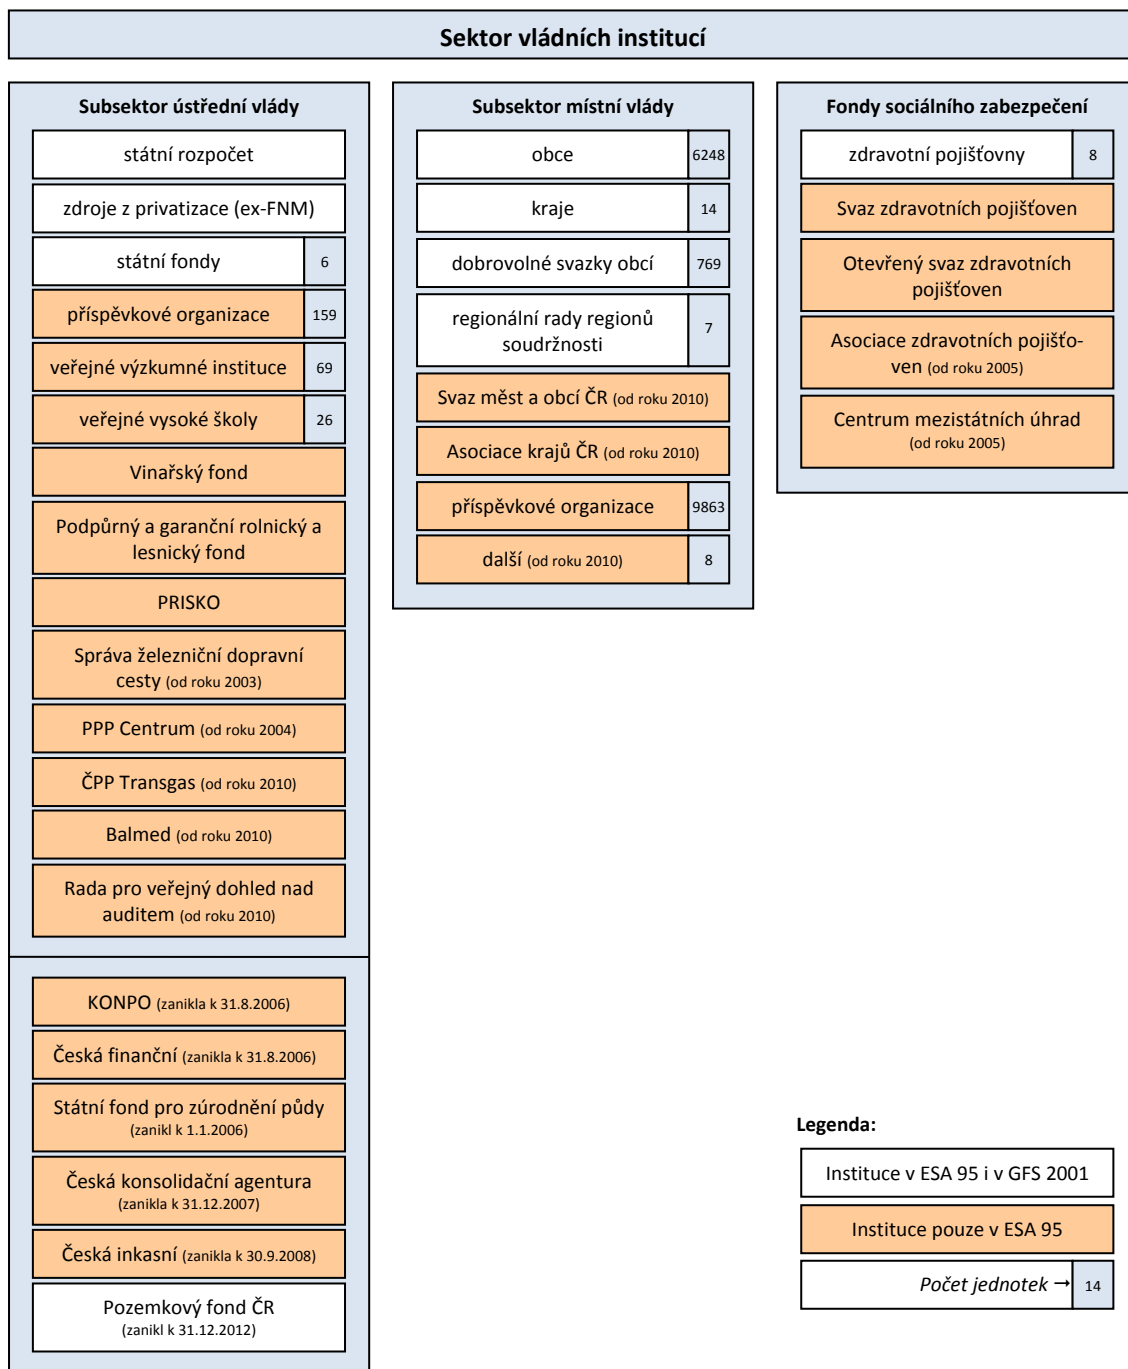 Sektor vládních institucí
Subsektor ústřední vlády
státní rozpočet
zdroje z privatizace (ex-FNM)
státní fondy 6
příspěvkové organizace 159
veřejné výzkumné instituce 69
veřejné vysoké školy 26
Vinařský fond
Podpůrný a garanční rolnický a
lesnický fond
PRISKO
Správa železniční dopravní
cesty (od roku 2003)
PPP Centrum (od roku 2004)
ČPP Transgas (od roku 2010)
Balmed (od roku 2010)
Rada pro veřejný dohled nad
auditem (od roku 2010)
KONPO (zanikla k 31.8.2006)
Česká finanční (zanikla k 31.8.2006)
Státní fond pro zúrodnění půdy
(zanikl k 1.1.2006)
Česká konsolidační agentura
(zanikla k 31.12.2007)
Česká inkasní (zanikla k 30.9.2008)
Pozemkový fond ČR
(zanikl k 31.12.2012)
Subsektor místní vlády
obce 6248
kraje 14
dobrovolné svazky obcí 769
regionální rady regionů
soudržnosti 7
Svaz měst a obcí ČR (od roku 2010)
Asociace krajů ČR (od roku 2010)
příspěvkové organizace 9863
další (od roku 2010) 8
Fondy sociálního zabezpečení
zdravotní pojišťovny 8
Svaz zdravotních pojišťoven
Otevřený svaz zdravotních
pojišťoven
Asociace zdravotních pojišťo-
ven (od roku 2005)
Centrum mezistátních úhrad
(od roku 2005)
Legenda:
Instituce v ESA 95 i v GFS 2001
Instituce pouze v ESA 95
Počet jednotek → 14